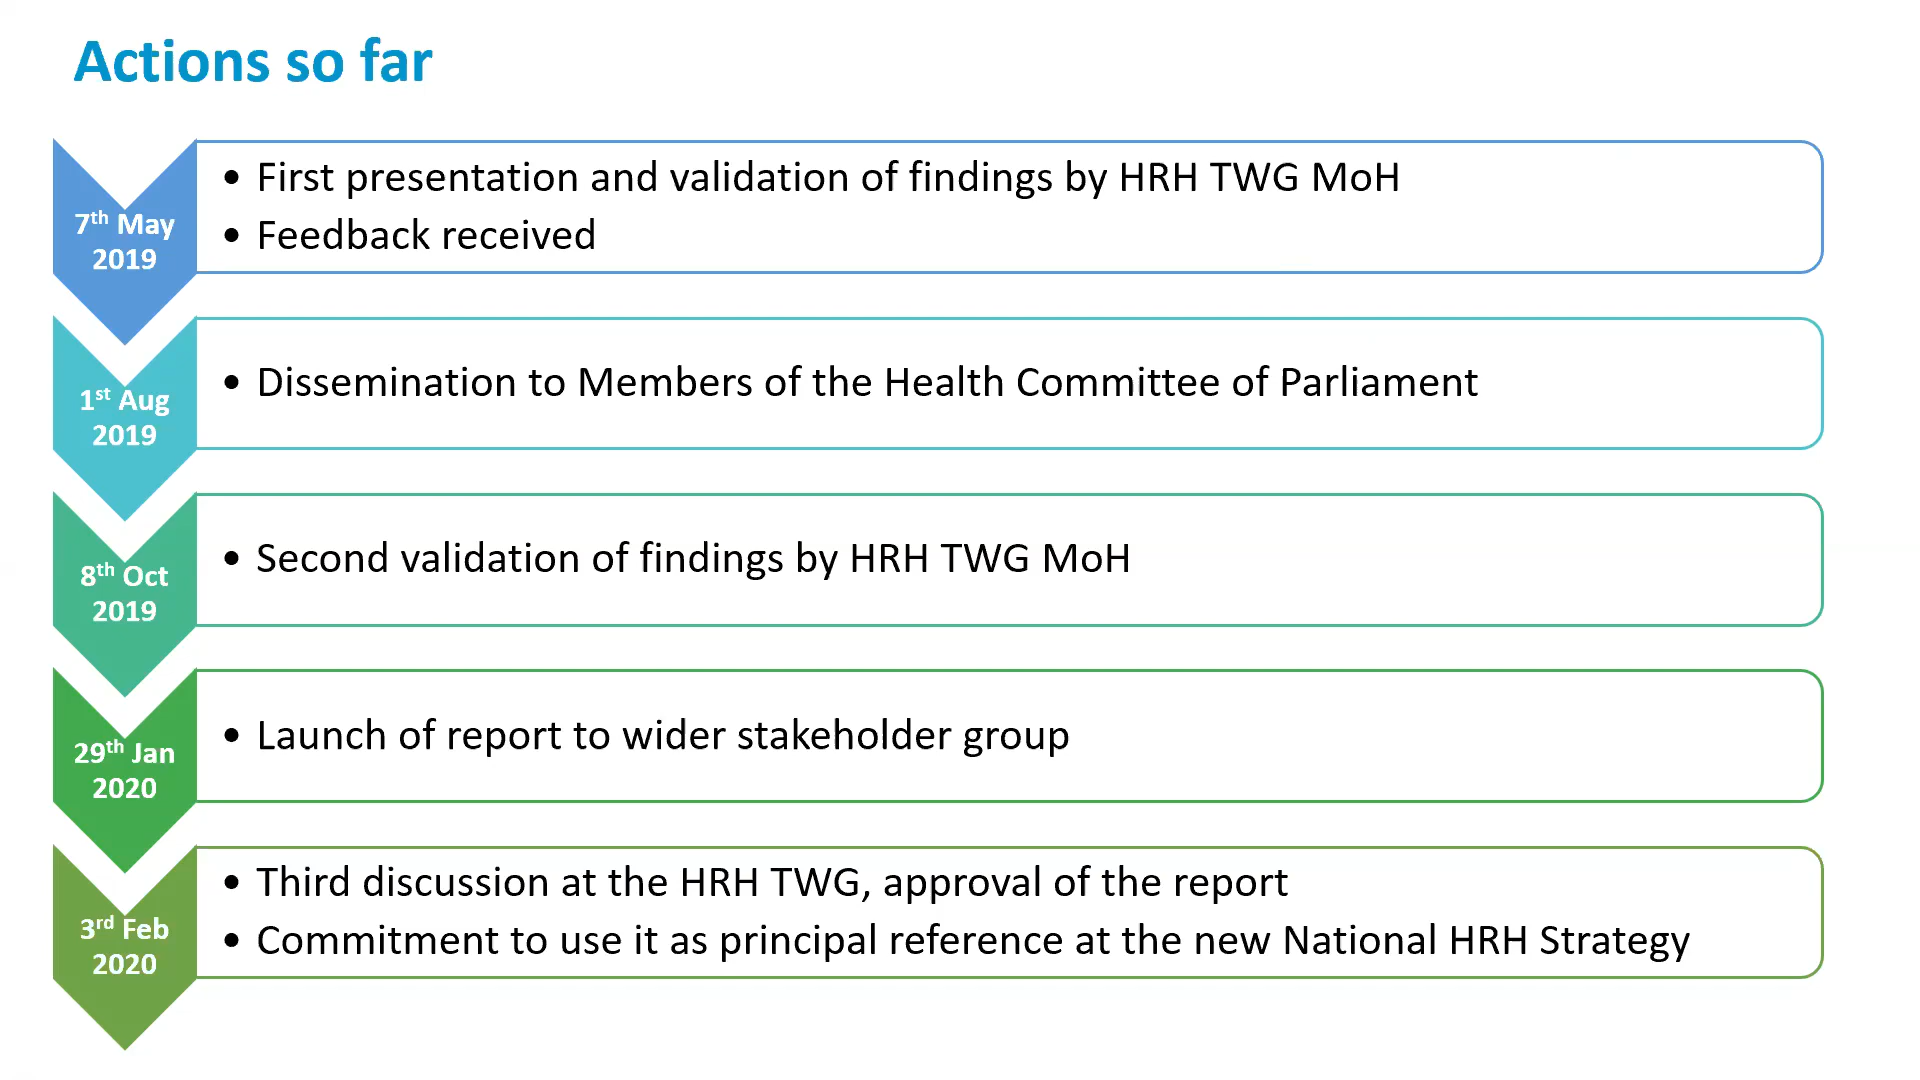 Actions so far
7th May
2019
• First presentation and validation of findings by HRH TWG MoH
• Feedback received
1st Aug
2019
• Dissemination to Members of the Health Committee of Parliament
8th Oct
2019
• Second validation of findings by HRH TWG MoH
29th Jan
2020
• Launch of report to wider stakeholder group
3rd Feb
2020
• Third discussion at the HRH TWG, approval of the report
• Commitment to use it as principal reference at the new National HRH Strategy